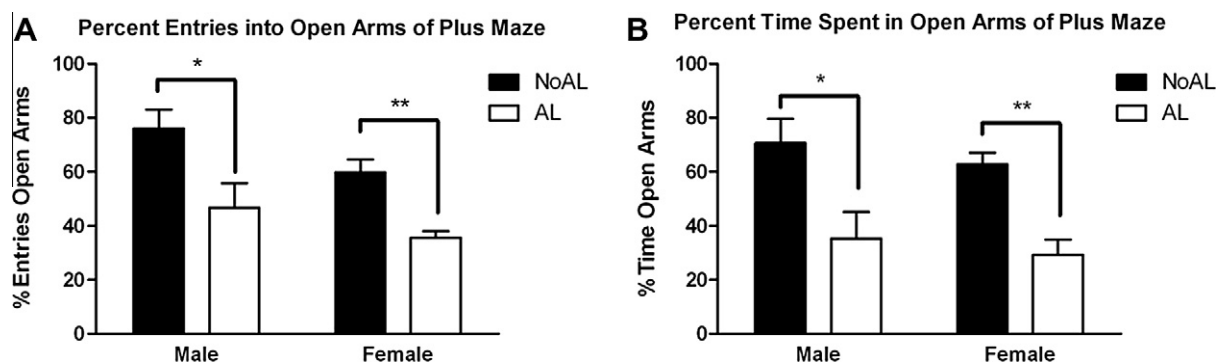 A
Percent Entries into Open Arms of Plus Maze
% Entries Open Arms
100
80
60
40
20
0
*
**
NoAL
AL
Male
Female
B
Percent Time Spent in Open Arms of Plus Maze
% Time Open Arms
100
80
60
40
20
0
*
**
NoAL
AL
Male
Female